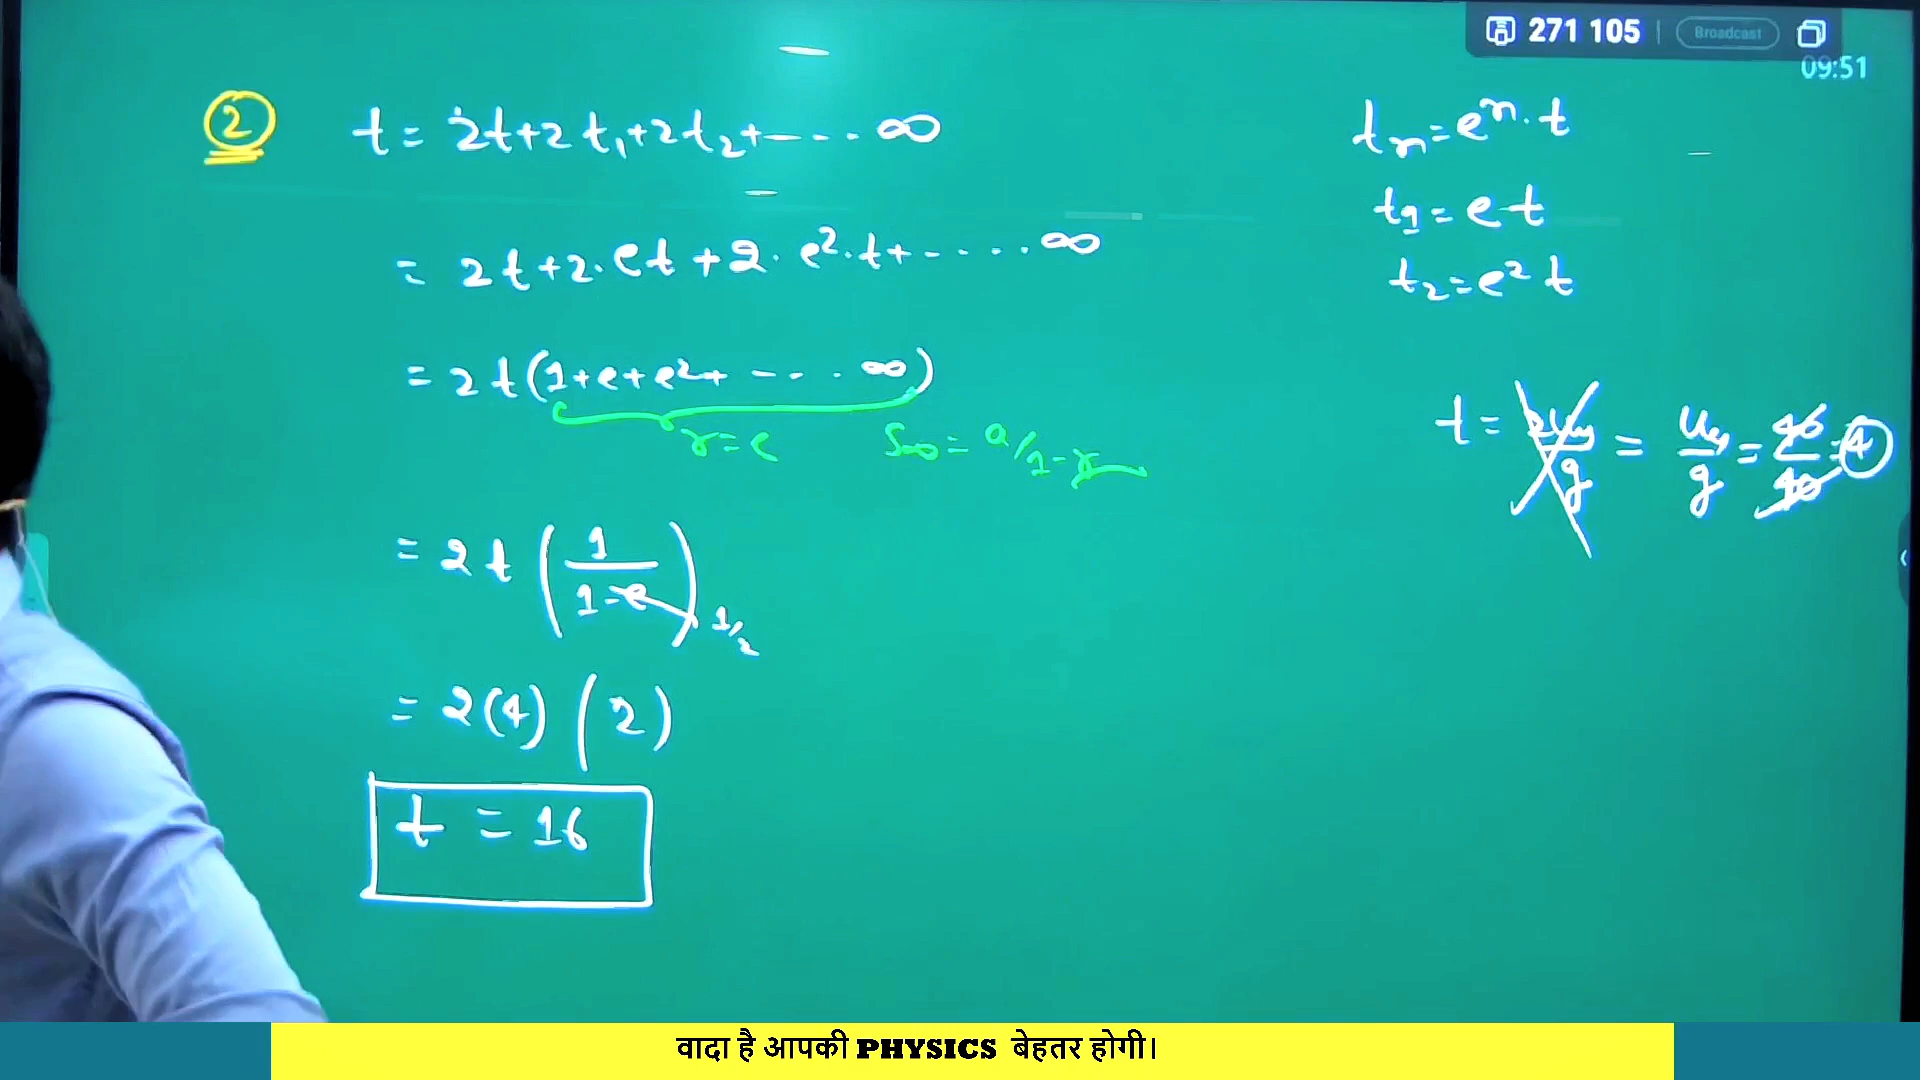 271 105 | Broadcast
09:51
2 t = 2t+2t₁+2t₂+---- ∞
= 2t+2·et+2·e²·t+----- ∞
= 2t(1+e+e²+ ---- ∞)
r=e S∞= a/1-r
= 2t (1/1-e) 1/2
= 2(4) (2)
t = 16
tₙ=eⁿ·t
t₁=et
t₂=e²t
t = 2uy/g = uy/g = 40/10 = 4
वादा है आपकी PHYSICS बेहतर होगी।